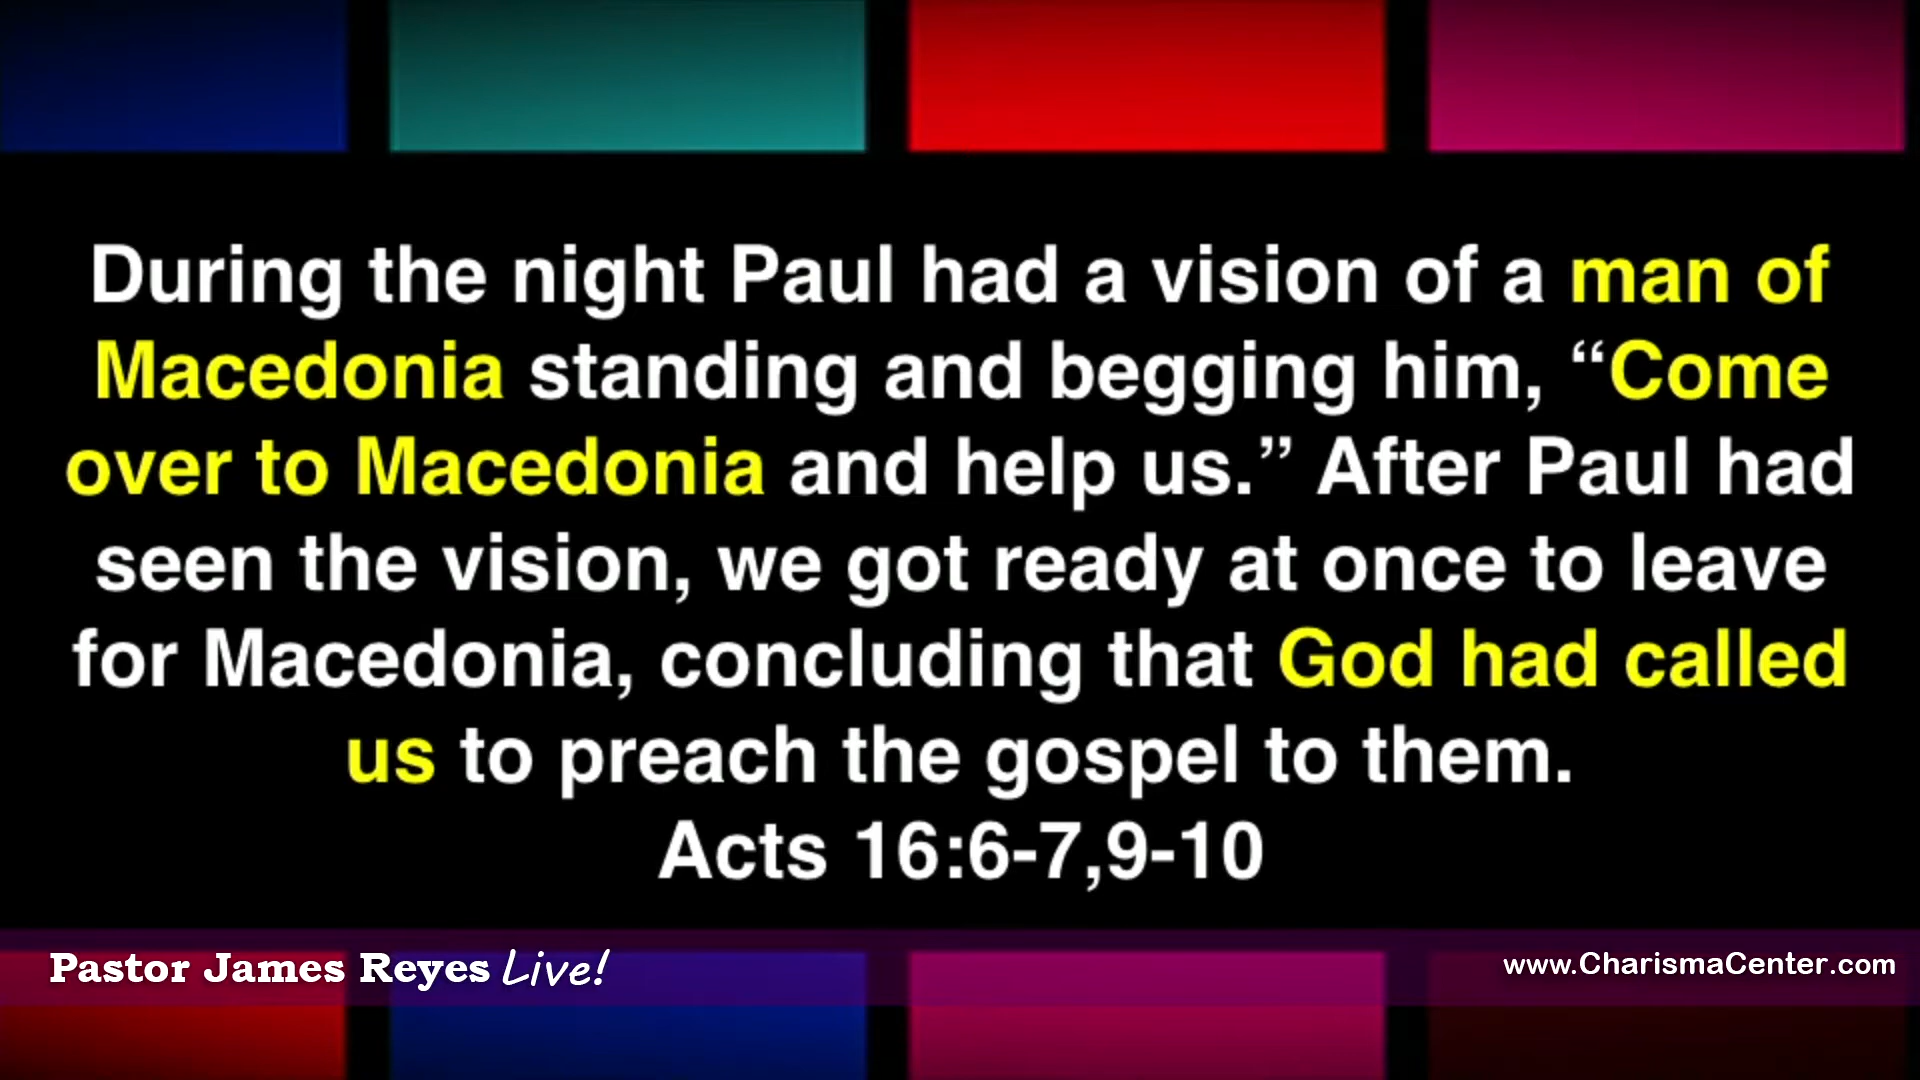 During the night Paul had a vision of a man of
Macedonia standing and begging him, “Come
over to Macedonia and help us.” After Paul had
seen the vision, we got ready at once to leave
for Macedonia, concluding that God had called
us to preach the gospel to them.
Acts 16:6-7,9-10
Pastor James Reyes Live!
www.CharismaCenter.com